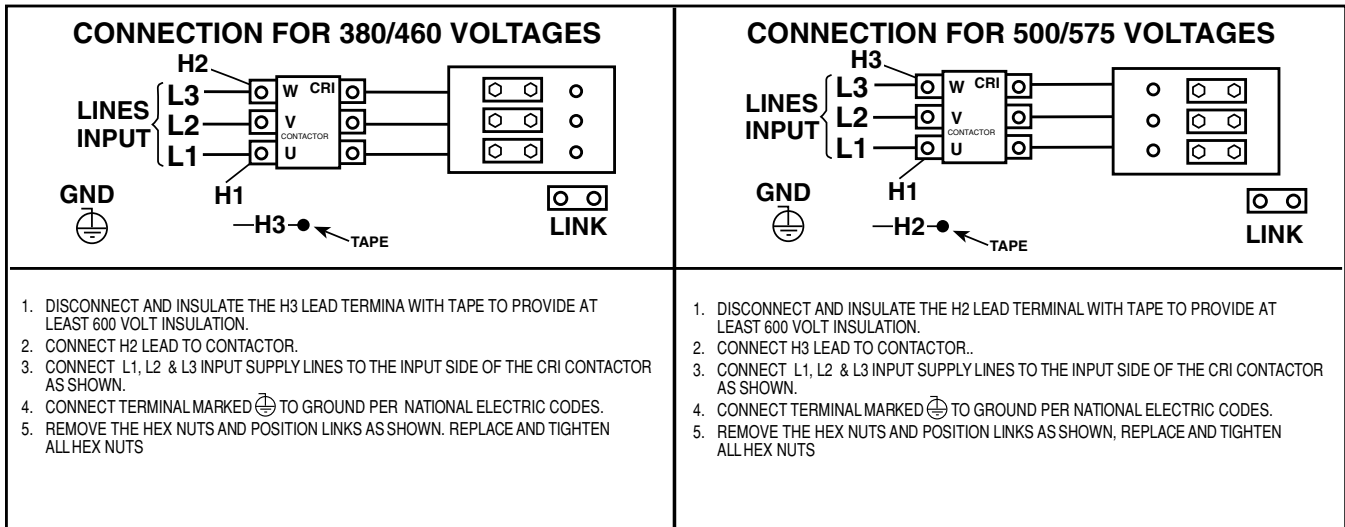 CONNECTION FOR 380/460 VOLTAGES
H2
L3
W CRI
LINES
INPUT
L2
V
CONTACTOR
L1
U
GND
H1
H3
TAPE
LINK
1. DISCONNECT AND INSULATE THE H3 LEAD TERMINA WITH TAPE TO PROVIDE AT
LEAST 600 VOLT INSULATION.
2. CONNECT H2 LEAD TO CONTACTOR.
3. CONNECT L1, L2 & L3 INPUT SUPPLY LINES TO THE INPUT SIDE OF THE CRI CONTACTOR
AS SHOWN.
4. CONNECT TERMINAL MARKED TO GROUND PER NATIONAL ELECTRIC CODES.
5. REMOVE THE HEX NUTS AND POSITION LINKS AS SHOWN. REPLACE AND TIGHTEN
ALL HEX NUTS
CONNECTION FOR 500/575 VOLTAGES
H3
L3
W CRI
LINES
INPUT
L2
V
CONTACTOR
L1
U
GND
H1
H2
TAPE
LINK
1. DISCONNECT AND INSULATE THE H2 LEAD TERMINAL WITH TAPE TO PROVIDE AT
LEAST 600 VOLT INSULATION.
2. CONNECT H3 LEAD TO CONTACTOR..
3. CONNECT L1, L2 & L3 INPUT SUPPLY LINES TO THE INPUT SIDE OF THE CRI CONTACTOR
AS SHOWN.
4. CONNECT TERMINAL MARKED TO GROUND PER NATIONAL ELECTRIC CODES.
5. REMOVE THE HEX NUTS AND POSITION LINKS AS SHOWN, REPLACE AND TIGHTEN
ALL HEX NUTS